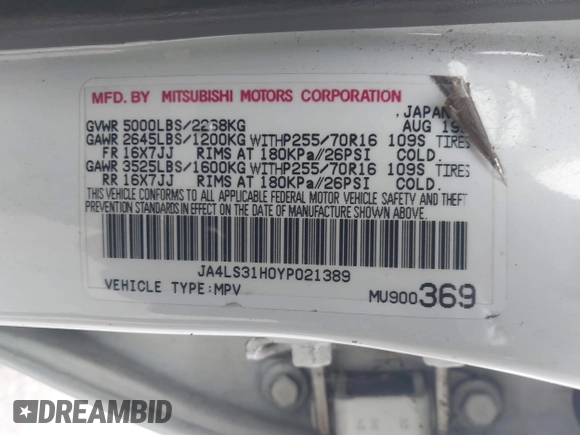 MFD. BY MITSUBISHI MOTORS CORPORATION
, JAPAN
GVWR 5000LBS/2268KG AUG
GAWR 2645LBS/1200KG WITHP255/70R16 109S TIRES
FR 16X7JJ RIMS AT 180KPa//26PSI COLD.
GAWR 3525LBS/1600KG WITHP255/70R16 109S TIRES
RR 16X7JJ RIMS AT 180KPa//26PSI COLD.
THIS VEHICLE CONFORMS TO ALL APPLICABLE FEDERAL MOTOR VEHICLE SAFETY AND THEFT
PREVENTION STANDARDS IN EFFECT ON THE DATE OF MANUFACTURE SHOWN ABOVE.
JA4LS31H0YP021389
VEHICLE TYPE:MPV MU900369
DREAMBID